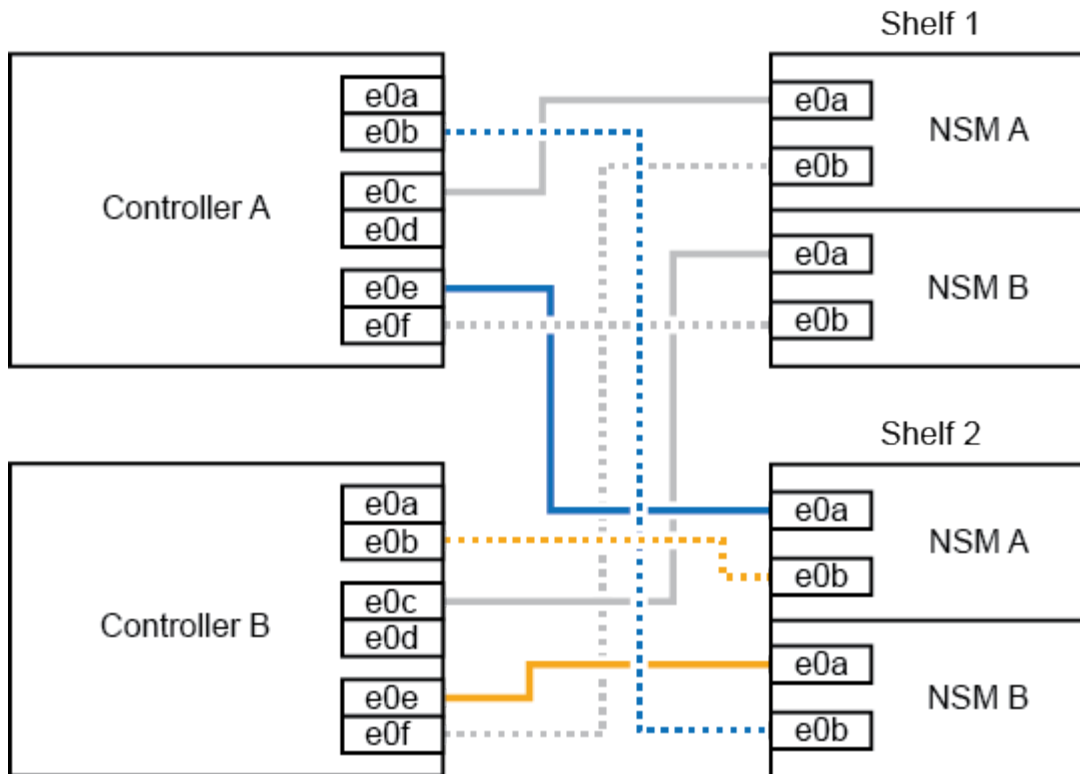 Shelf 1
Controller A
e0a
e0b
e0c
e0d
e0e
e0f
e0a
e0b
NSM A
e0a
e0b
NSM B
Shelf 2
Controller B
e0a
e0b
e0c
e0d
e0e
e0f
e0a
e0b
NSM A
e0a
e0b
NSM B